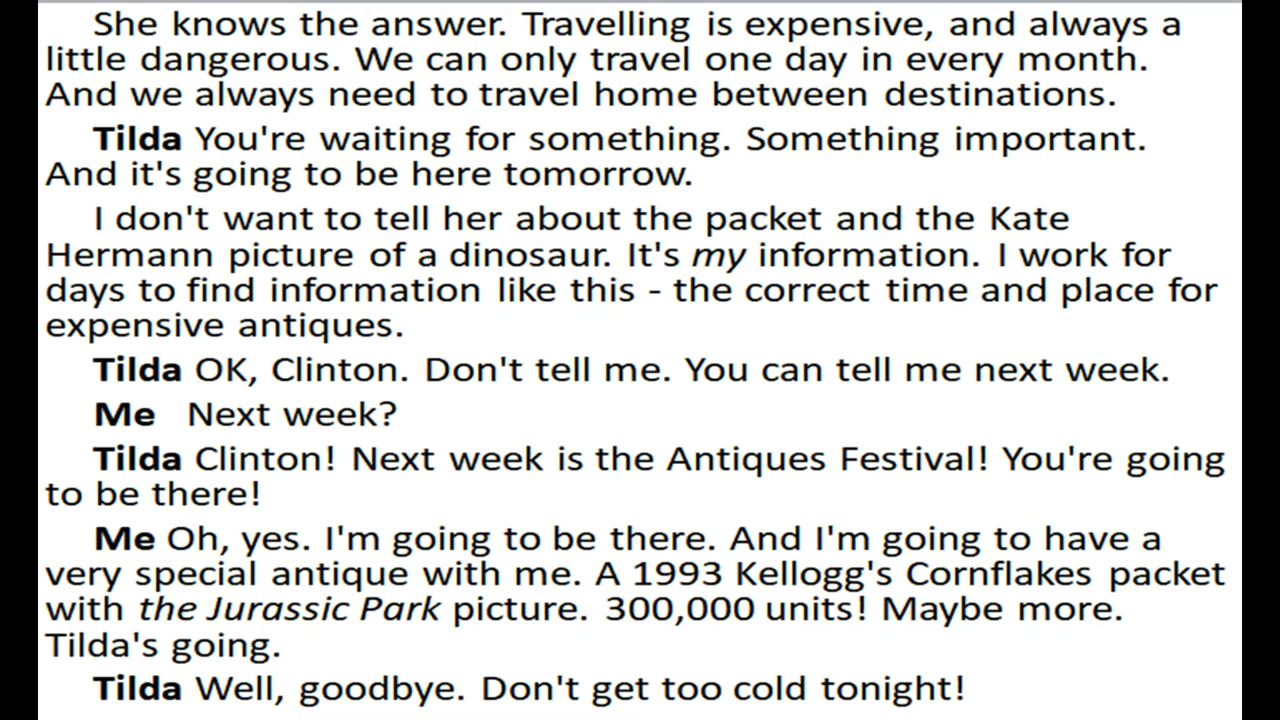 She knows the answer. Travelling is expensive, and always a
little dangerous. We can only travel one day in every month.
And we always need to travel home between destinations.
Tilda You're waiting for something. Something important.
And it's going to be here tomorrow.
I don't want to tell her about the packet and the Kate
Hermann picture of a dinosaur. It's my information. I work for
days to find information like this - the correct time and place for
expensive antiques.
Tilda OK, Clinton. Don't tell me. You can tell me next week.
Me Next week?
Tilda Clinton! Next week is the Antiques Festival! You're going
to be there!
Me Oh, yes. I'm going to be there. And I'm going to have a
very special antique with me. A 1993 Kellogg's Cornflakes packet
with the Jurassic Park picture. 300,000 units! Maybe more.
Tilda's going.
Tilda Well, goodbye. Don't get too cold tonight!